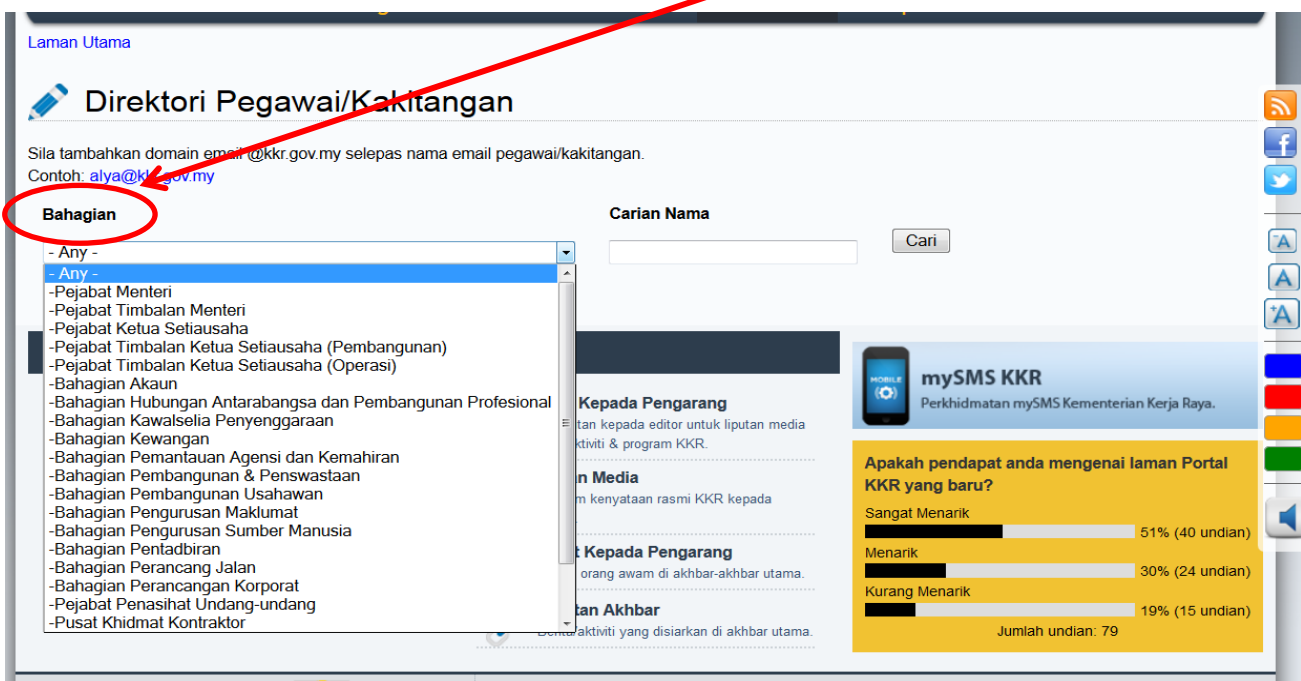 Laman Utama
Direktori Pegawai/Kakitangan
Sila tambahkan domain email @kkr.gov.my selepas nama email pegawai/kakitangan.
Contoh: alya@kkr.gov.my
Bahagian
Carian Nama
- Any -
Cari
- Any -
-Pejabat Menteri
-Pejabat Timbalan Menteri
-Pejabat Ketua Setiausaha
-Pejabat Timbalan Ketua Setiausaha (Pembangunan)
-Pejabat Timbalan Ketua Setiausaha (Operasi)
-Bahagian Akaun
-Bahagian Hubungan Antarabangsa dan Pembangunan Profesional
-Bahagian Kawalselia Penyenggaraan
-Bahagian Kewangan
-Bahagian Pemantauan Agensi dan Kemahiran
-Bahagian Pembangunan & Penswastaan
-Bahagian Pembangunan Usahawan
-Bahagian Pengurusan Maklumat
-Bahagian Pengurusan Sumber Manusia
-Bahagian Pentadbiran
-Bahagian Perancang Jalan
-Bahagian Perancangan Korporat
-Pejabat Penasihat Undang-undang
-Pusat Khidmat Kontraktor
Kepada Pengarang
kepada editor untuk liputan media
& program KKR.
Media
kenyataan rasmi KKR kepada
Kepada Pengarang
orang awam di akhbar-akhbar utama.
Akhbar
Berita/aktiviti yang disiarkan di akhbar utama.
MOBILE
mySMS KKR
Perkhidmatan mySMS Kementerian Kerja Raya.
Apakah pendapat anda mengenai laman Portal
KKR yang baru?
Sangat Menarik
51% (40 undian)
Menarik
30% (24 undian)
Kurang Menarik
19% (15 undian)
Jumlah undian: 79
-A
A
+A